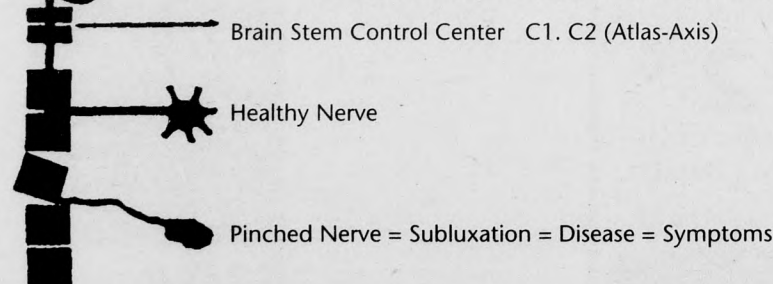 Brain Stem Control Center C1. C2 (Atlas-Axis)
Healthy Nerve
Pinched Nerve = Subluxation = Disease = Symptoms